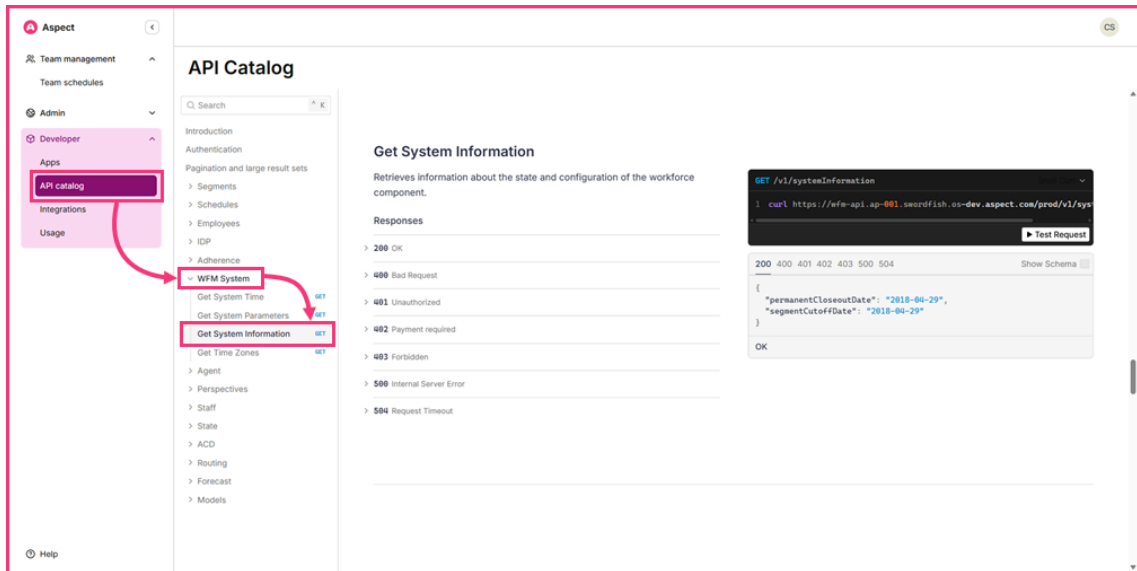 Aspect
CS
Team management
Team schedules
Admin
Developer
Apps
API catalog
Integrations
Usage
Help
API Catalog
Search
^ K
Introduction
Authentication
Pagination and large result sets
Segments
Schedules
Employees
IDP
Adherence
WFM System
Get System Time GET
Get System Parameters GET
Get System Information GET
Get Time Zones GET
Agent
Perspectives
Staff
State
ACD
Routing
Forecast
Models
Get System Information
Retrieves information about the state and configuration of the workforce
component.
Responses
200 OK
400 Bad Request
401 Unauthorized
402 Payment required
403 Forbidden
500 Internal Server Error
504 Request Timeout
GET /v1/systemInformation
1 curl https://wfm-api.ap-001.swordfish.os-dev.aspect.com/prod/v1/syst
Test Request
200 400 401 402 403 500 504 Show Schema
{
"permanentCloseoutDate": "2018-04-29",
"segmentCutoffDate": "2018-04-29"
}
OK